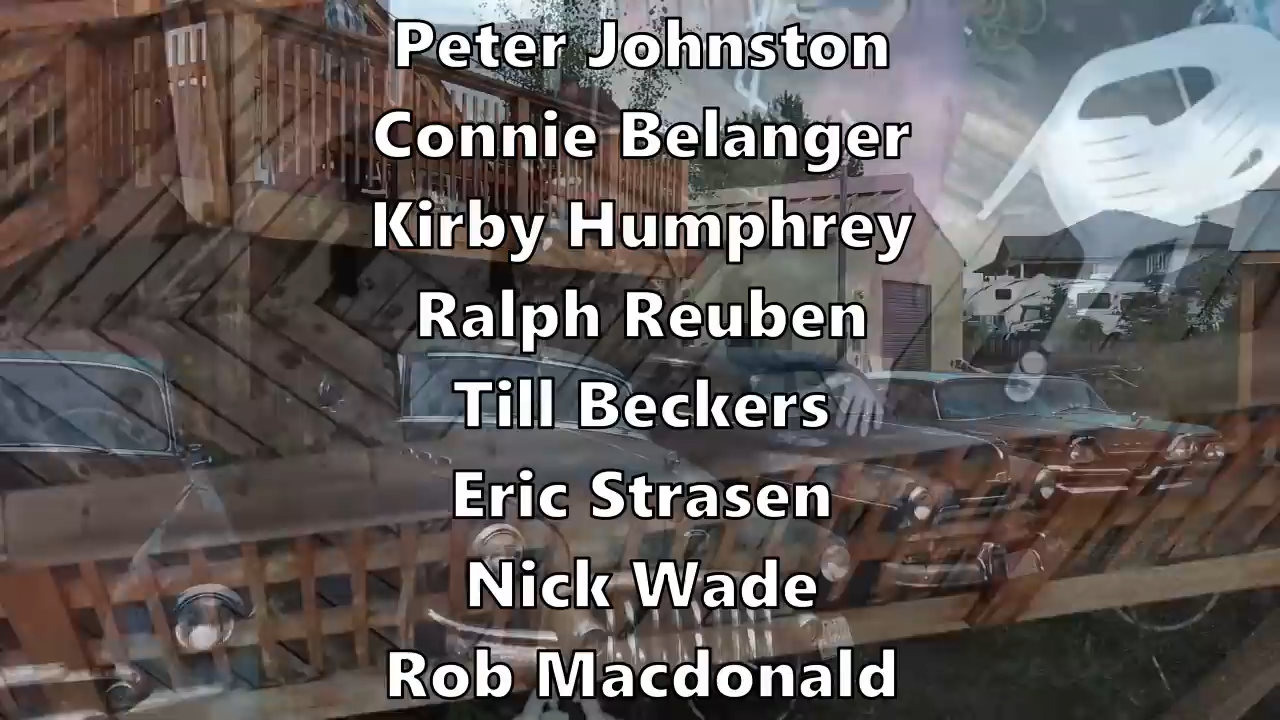 Peter Johnston
Connie Belanger
Kirby Humphrey
Ralph Reuben
Till Beckers
Eric Strasen
Nick Wade
Rob Macdonald